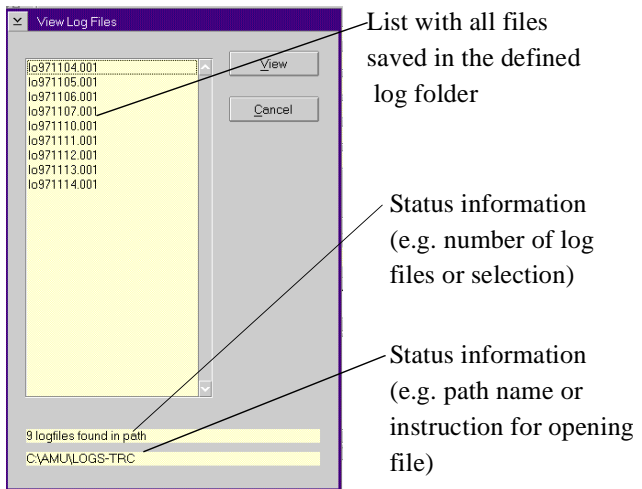 View Log Files
lo971104.001
lo971105.001
lo971106.001
lo971107.001
lo971110.001
lo971111.001
lo971112.001
lo971113.001
lo971114.001
View
Cancel
9 logfiles found in path
C:\AMU\LOGS-TRC
List with all files
saved in the defined
log folder
Status information
(e.g. number of log
files or selection)
Status information
(e.g. path name or
instruction for opening
file)